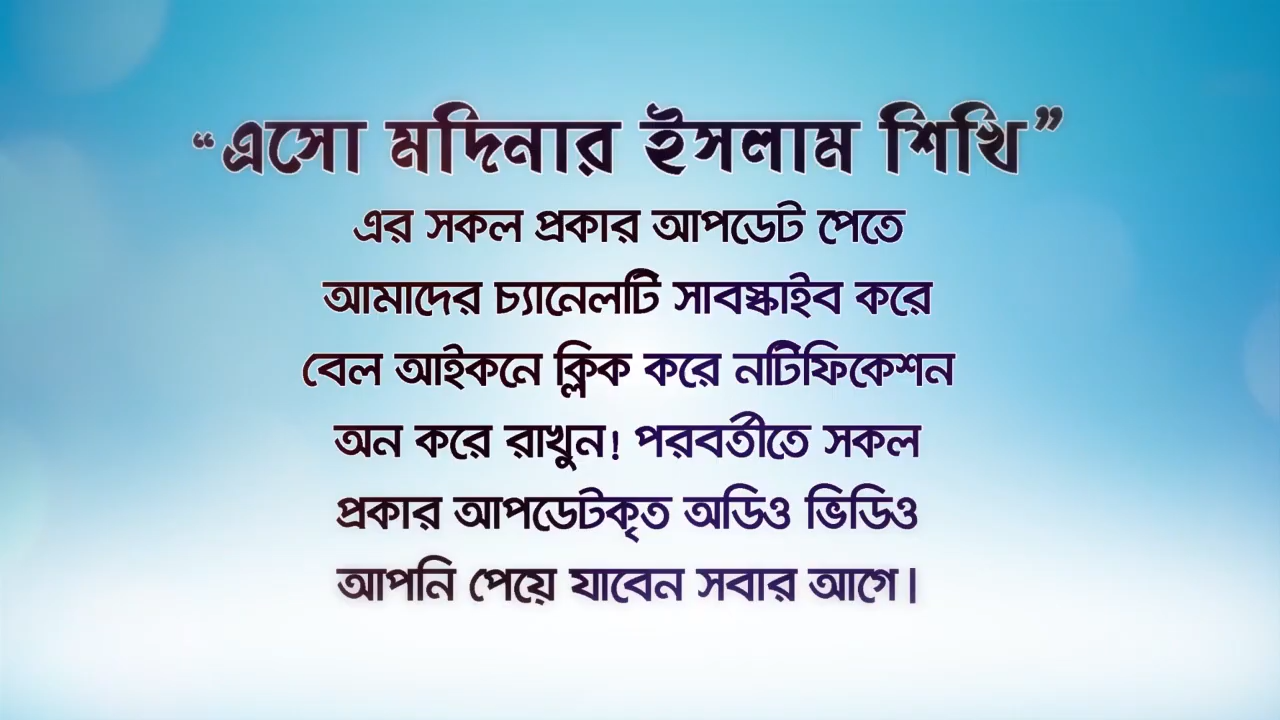 “এসো মদিনার ইসলাম শিখি”
এর সকল প্রকার আপডেট পেতে
আমাদের চ্যানেলটি সাবস্কাইব করে
বেল আইকনে ক্লিক করে নটিফিকেশন
অন করে রাখুন! পরবর্তীতে সকল
প্রকার আপডেটকৃত অডিও ভিডিও
আপনি পেয়ে যাবেন সবার আগে।